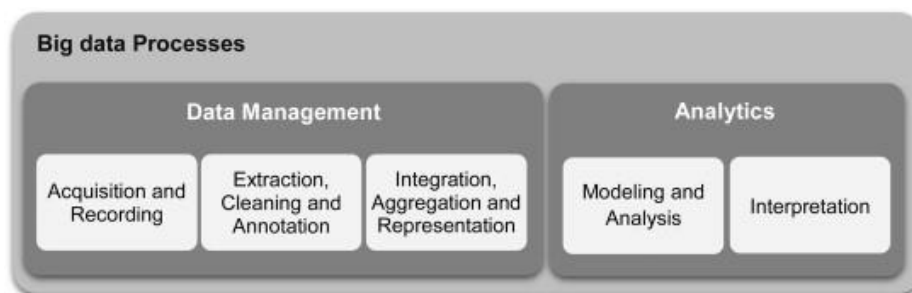 Big data Processes
Data Management
Acquisition and
Recording
Extraction,
Cleaning and
Annotation
Integration,
Aggregation and
Representation
Analytics
Modeling and
Analysis
Interpretation